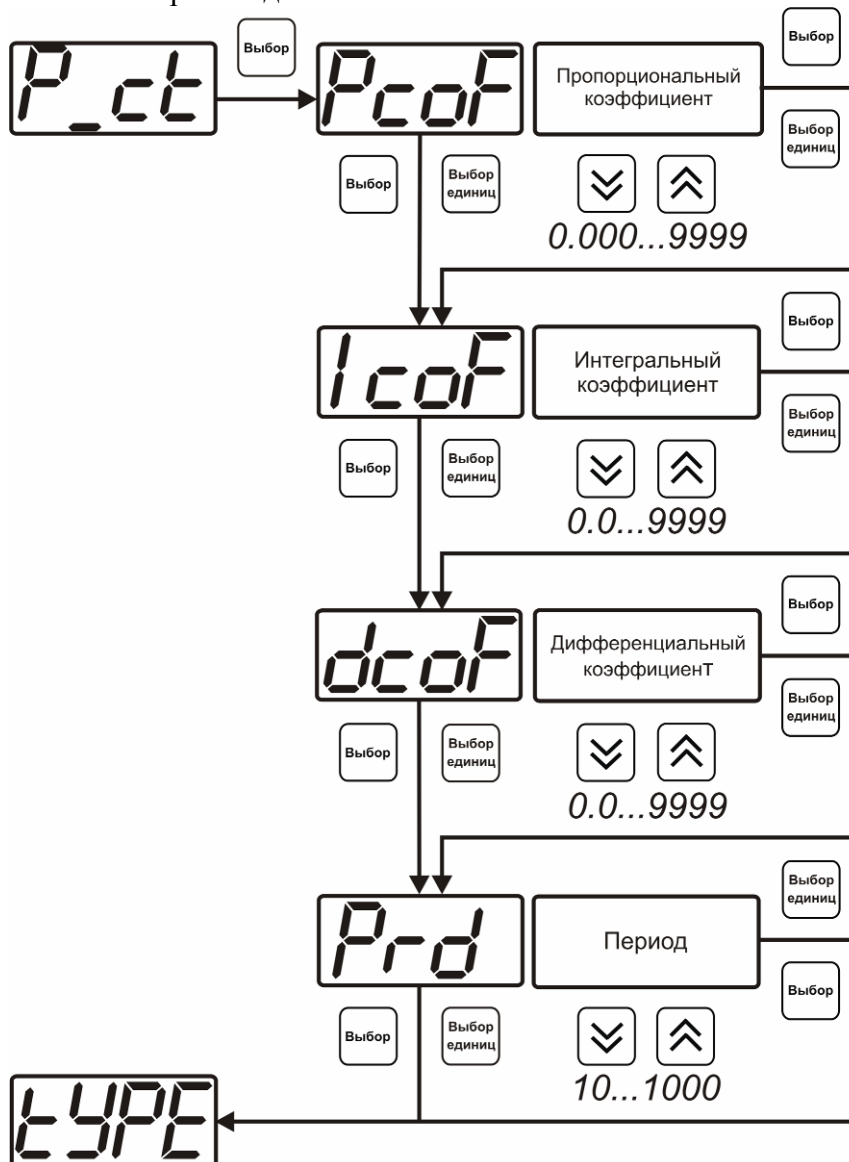 Выбор
Выбор
P_ct
PcoF
Пропорциональный
коэффициент
Выбор
единиц
Выбор
Выбор
единиц
0.000...9999
Выбор
IcoF
Интегральный
коэффициент
Выбор
единиц
Выбор
Выбор
единиц
0.0...9999
Выбор
dcoF
Дифференциальный
коэффициент
Выбор
единиц
Выбор
Выбор
единиц
0.0...9999
Выбор
единиц
Prd
Период
Выбор
Выбор
Выбор
единиц
10...1000
tYPE